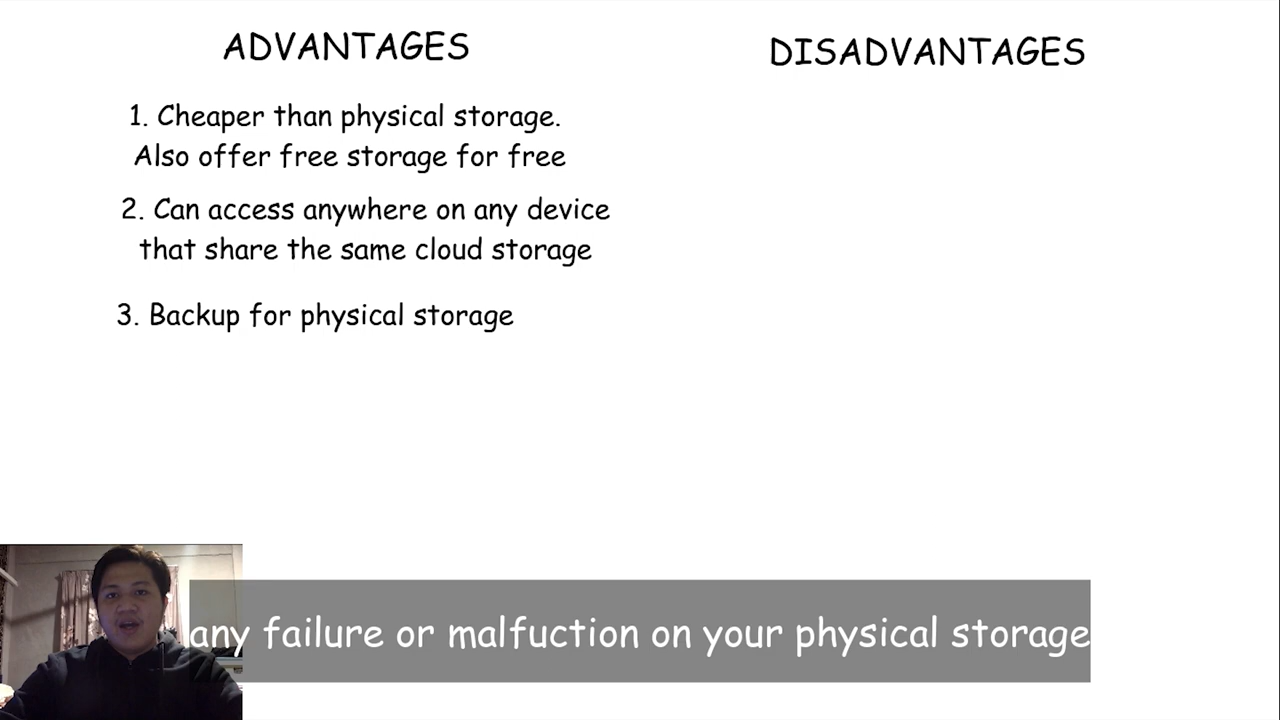 ADVANTAGES
DISADVANTAGES
1. Cheaper than physical storage.
Also offer free storage for free
2. Can access anywhere on any device
that share the same cloud storage
3. Backup for physical storage
any failure or malfuction on your physical storage